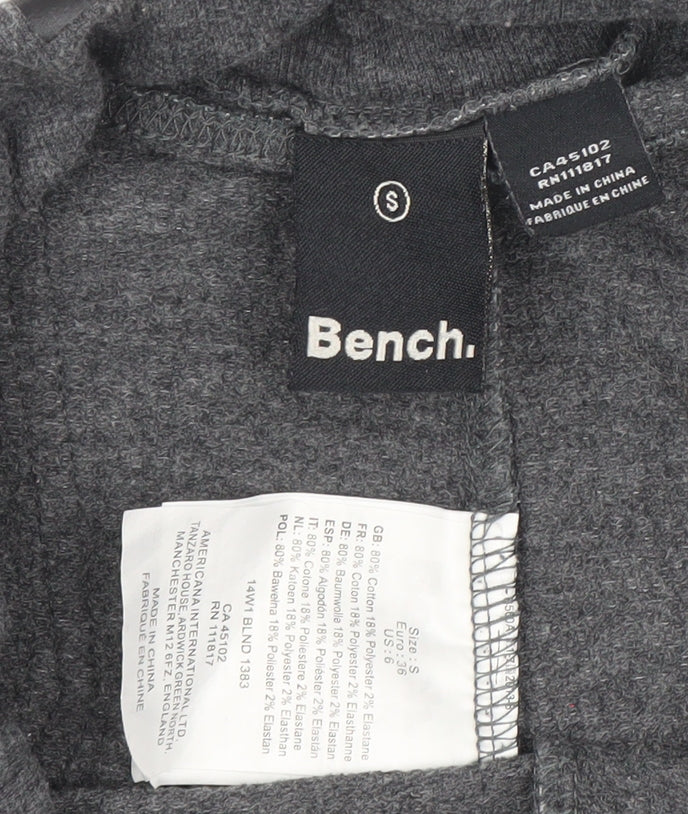 S
Bench.
CA45102
RN111817
MADE IN CHINA
FABRIQUE EN CHINE
Size : S
Euro : 36
US : 6
GB: 80% Cotton 18% Polyester 2% Elastane
FR: 80% Coton 18% Polyester 2% Elastane
DE: 80% Baumwolle 18% Polyester 2% Elasthanne
ESP: 80% Algodón 18% Poliéster 2% Elastán
IT: 80% Cotone 18% Poliestere 2% Elastane
NL: 80% Katoen 18% Polyester 2% Elasthan
POL: 80% Bawełna 18% Poliester 2% Elastan
14W1 BLND 1383
CA 45102
RN 111817
AMERICANA INTERNATIONAL LTD.
TANZARO HOUSE, ARDWICK GREEN NORTH,
MANCHESTER M12 6FZ. ENGLAND
MADE IN CHINA
FABRIQUE EN CHINE